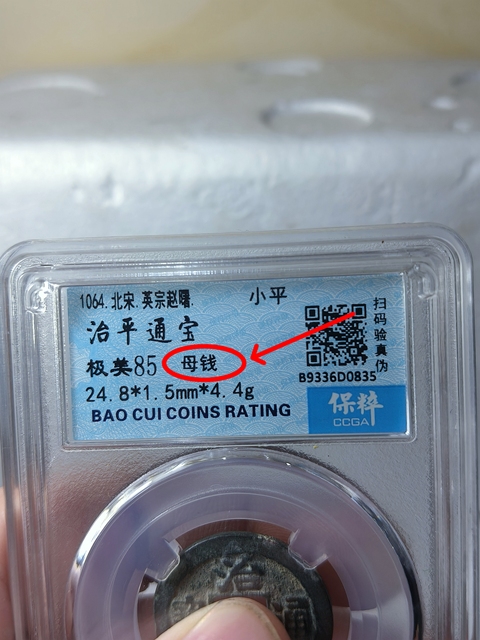 1064.北宋.英宗赵曙.
小平
治平通宝
极美85
母钱
24.8*1.5mm*4.4g
BAO CUI COINS RATING
扫码验真伪
B9336D0835
保粹
CCGA
治